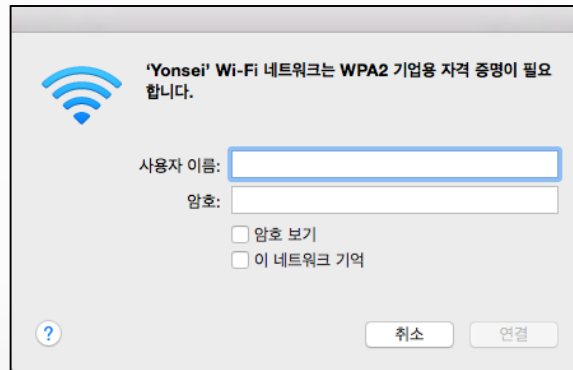 'Yonsei' Wi-Fi 네트워크는 WPA2 기업용 자격 증명이 필요
합니다.
사용자 이름:
암호:
암호 보기
이 네트워크 기억
?
취소
연결